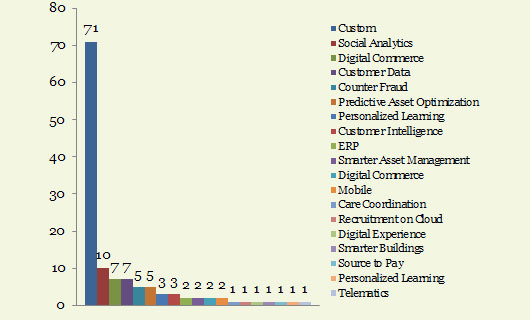 80
70
60
50
40
30
20
10
0
71
10
7 7
5 5
3 3
2 2 2 2
1 1 1 1 1 1 1
Custom
Social Analytics
Digital Commerce
Customer Data
Counter Fraud
Predictive Asset Optimization
Personalized Learning
Customer Intelligence
ERP
Smarter Asset Management
Digital Commerce
Mobile
Care Coordination
Recruitment on Cloud
Digital Experience
Smarter Buildings
Source to Pay
Personalized Learning
Telematics